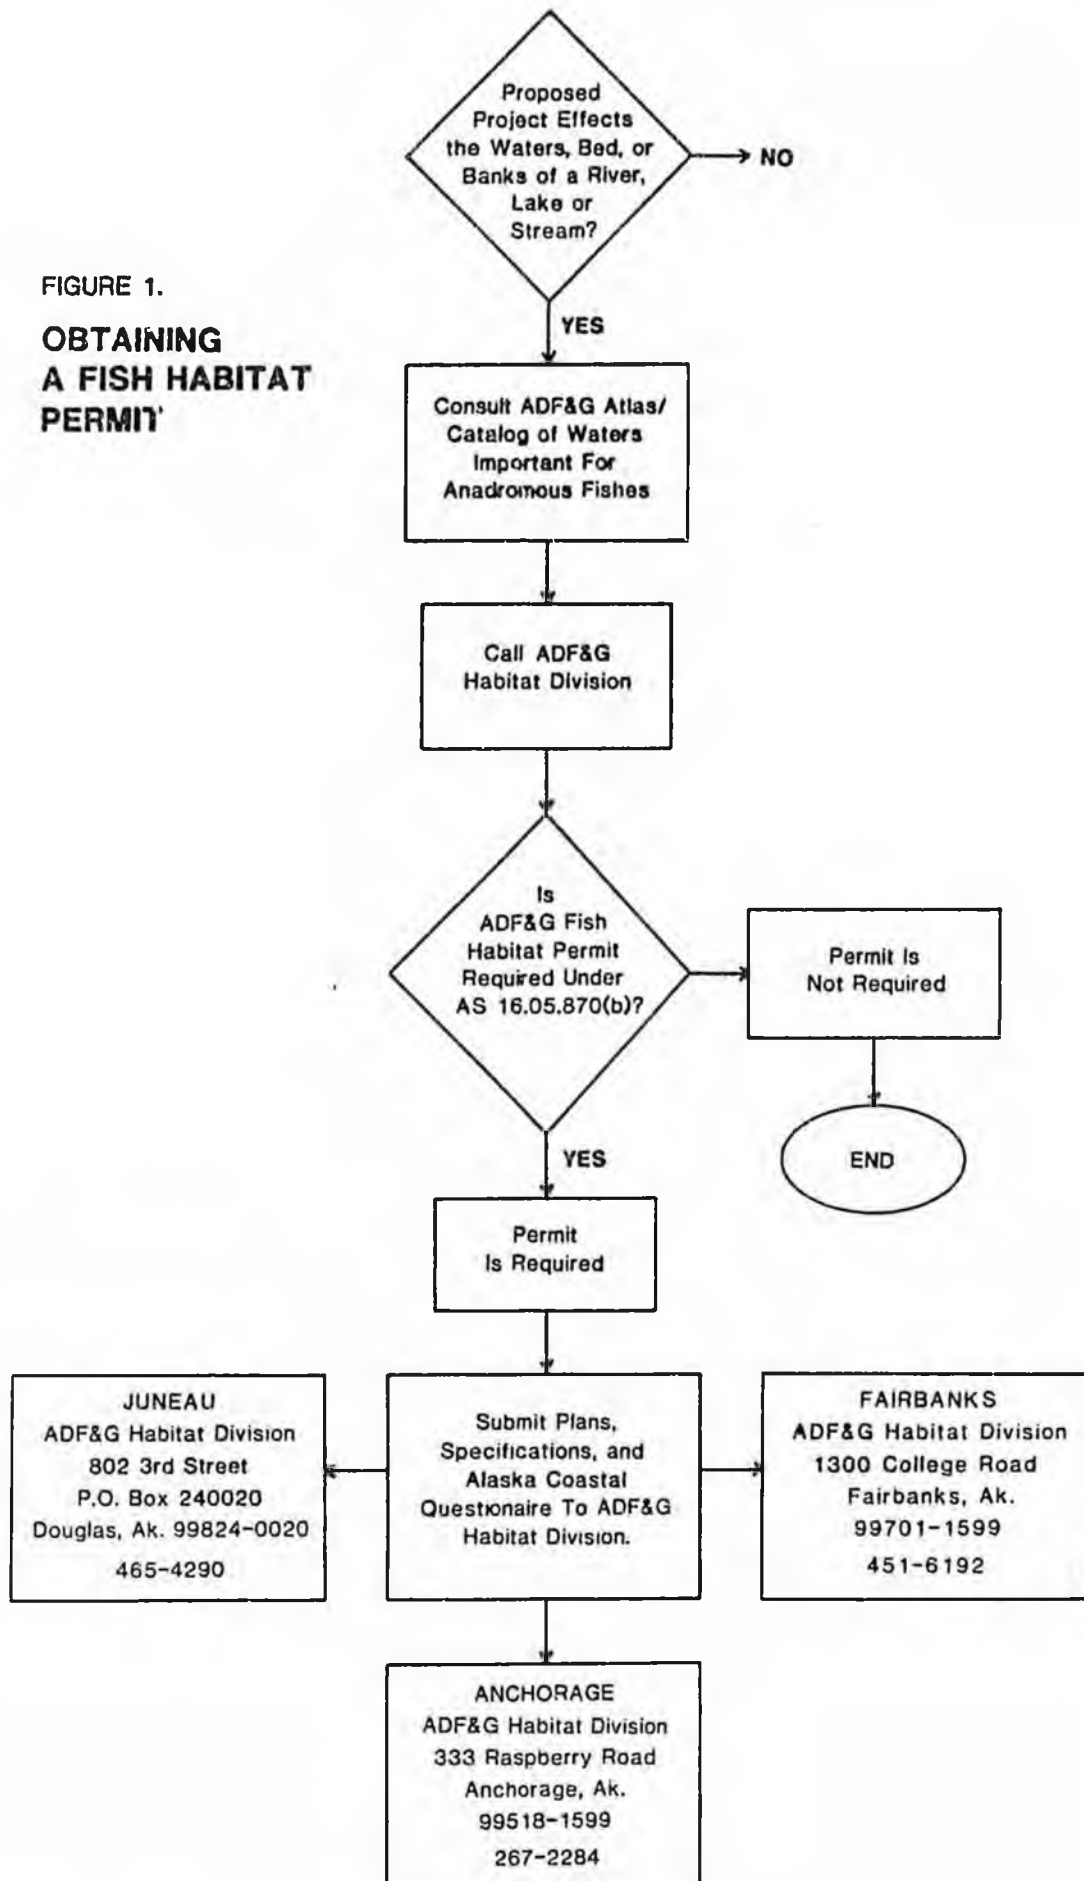 Proposed
Project Effects
the Waters, Bed, or
Banks of a River,
Lake or
Stream?
NO
YES
FIGURE 1.
OBTAINING
A FISH HABITAT
PERMIT
Consult ADF&G Atlas/
Catalog of Waters
Important For
Anadromous Fishes
Call ADF&G
Habitat Division
Is
ADF&G Fish
Habitat Permit
Required Under
AS 16.05.870(b)?
Permit Is
Not Required
END
YES
Permit
Is Required
JUNEAU
ADF&G Habitat Division
802 3rd Street
P.O. Box 240020
Douglas, Ak. 99824-0020
465-4290
Submit Plans,
Specifications, and
Alaska Coastal
Questionaire To ADF&G
Habitat Division.
FAIRBANKS
ADF&G Habitat Division
1300 College Road
Fairbanks, Ak.
99701-1599
451-6192
ANCHORAGE
ADF&G Habitat Division
333 Raspberry Road
Anchorage, Ak.
99518-1599
267-2284